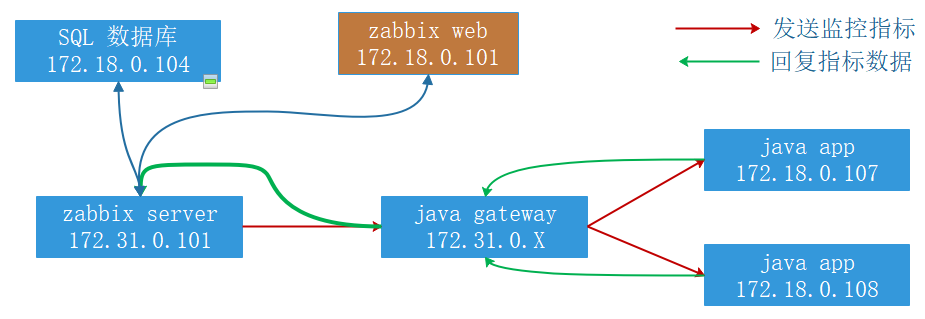 SQL 数据库
172.18.0.104
zabbix web
172.18.0.101
发送监控指标
回复指标数据
java app
172.18.0.107
zabbix server
172.31.0.101
java gateway
172.31.0.X
java app
172.18.0.108